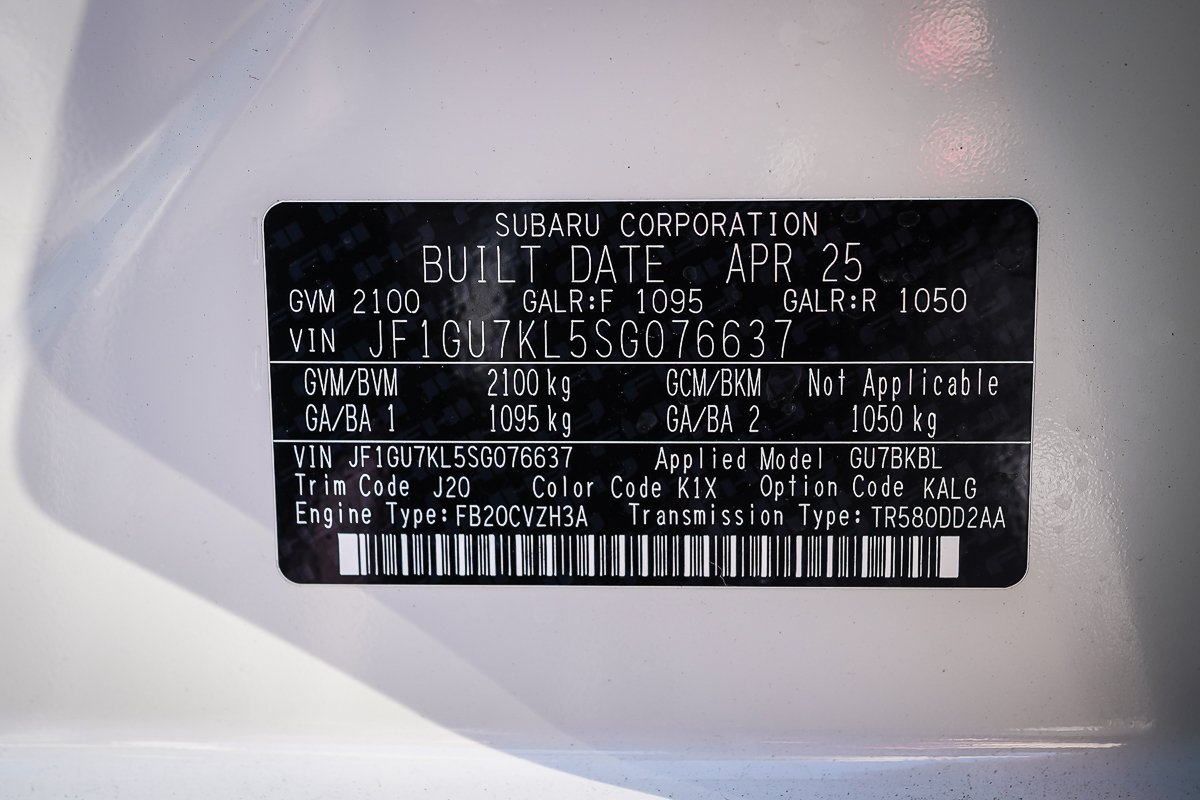 SUBARU CORPORATION
BUILT DATE APR 25
GVM 2100 GALR:F 1095 GALR:R 1050
VIN JF1GU7KL5SG076637
GVM/BVM 2100 kg GCM/BKM Not Applicable
GA/BA 1 1095 kg GA/BA 2 1050 kg
VIN JF1GU7KL5SG076637 Applied Model GU7BKBL
Trim Code J20 Color Code K1X Option Code KALG
Engine Type:FB20CVZH3A Transmission Type:TR580DD2AA